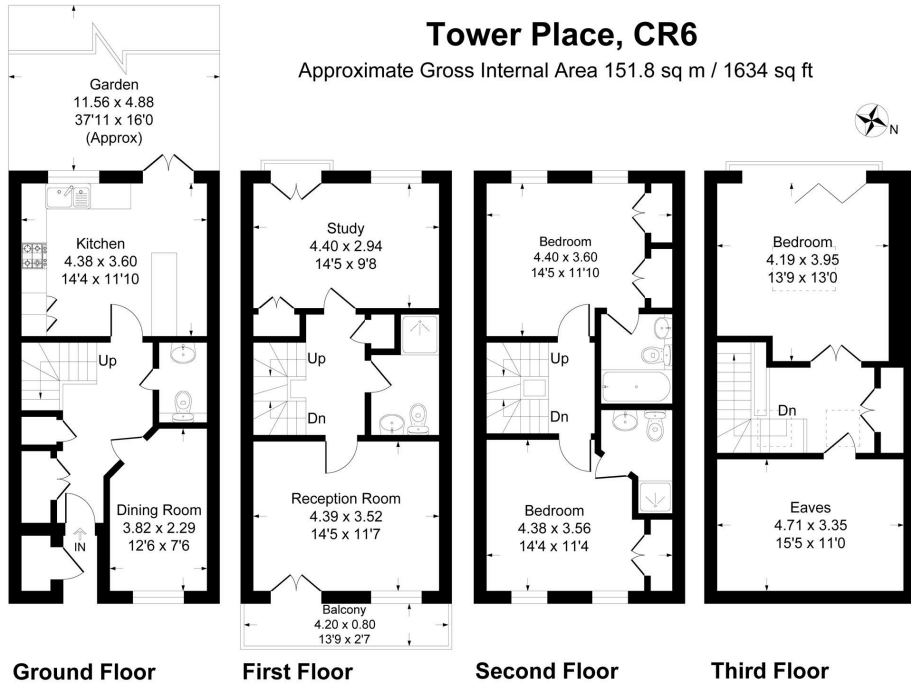 Tower Place, CR6
Approximate Gross Internal Area 151.8 sq m / 1634 sq ft
N
Garden
11.56 x 4.88
37'11 x 16'0
(Approx)
Kitchen
4.38 x 3.60
14'4 x 11'10
Up
Dining Room
3.82 x 2.29
12'6 x 7'6
IN
Ground Floor
Study
4.40 x 2.94
14'5 x 9'8
Up
Dn
Reception Room
4.39 x 3.52
14'5 x 11'7
Balcony
4.20 x 0.80
13'9 x 2'7
First Floor
Bedroom
4.40 x 3.60
14'5 x 11'10
Up
Dn
Bedroom
4.38 x 3.56
14'4 x 11'4
Second Floor
Bedroom
4.19 x 3.95
13'9 x 13'0
Dn
Eaves
4.71 x 3.35
15'5 x 11'0
Third Floor